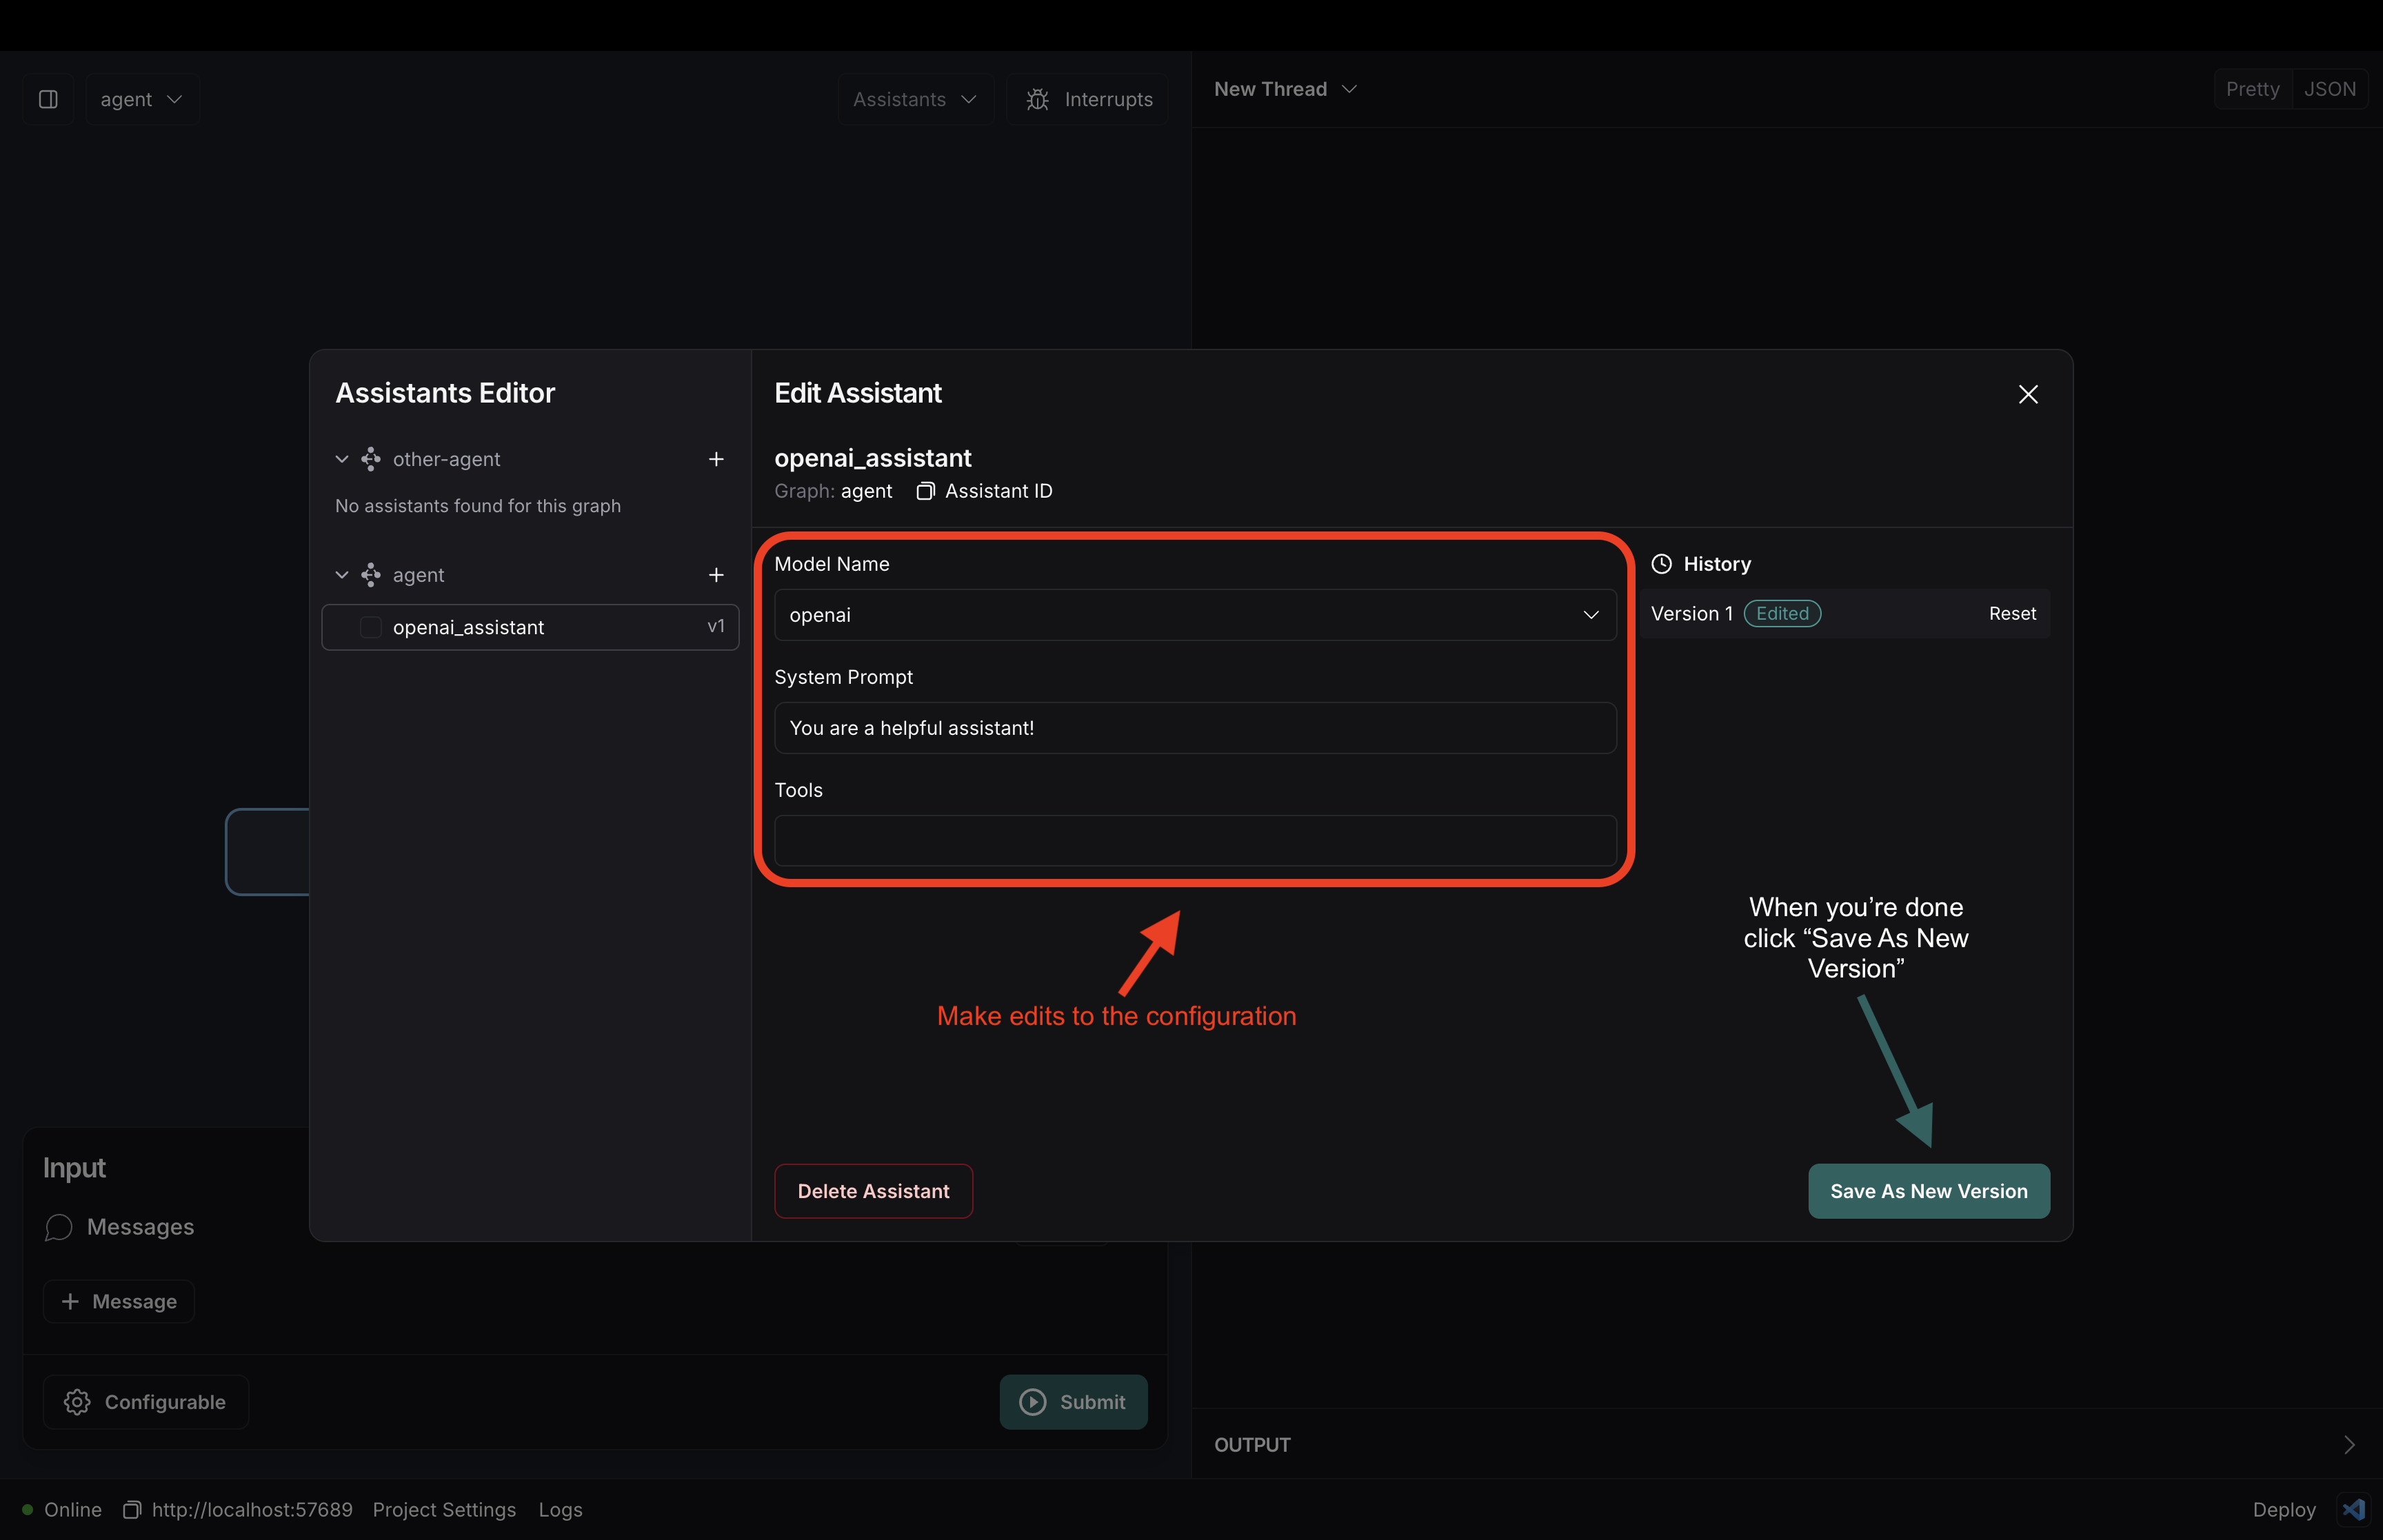 agent
Assistants
Interrupts
New Thread
Pretty
JSON
Assistants Editor
other-agent
No assistants found for this graph
agent
openai_assistant
v1
Edit Assistant
openai_assistant
Graph: agent
Assistant ID
Model Name
openai
System Prompt
You are a helpful assistant!
Tools
History
Version 1
Edited
Reset
Make edits to the configuration
When you’re done
click “Save As New
Version”
Delete Assistant
Save As New Version
Input
Messages
+ Message
Configurable
Submit
OUTPUT
Online
http://localhost:57689
Project Settings
Logs
Deploy